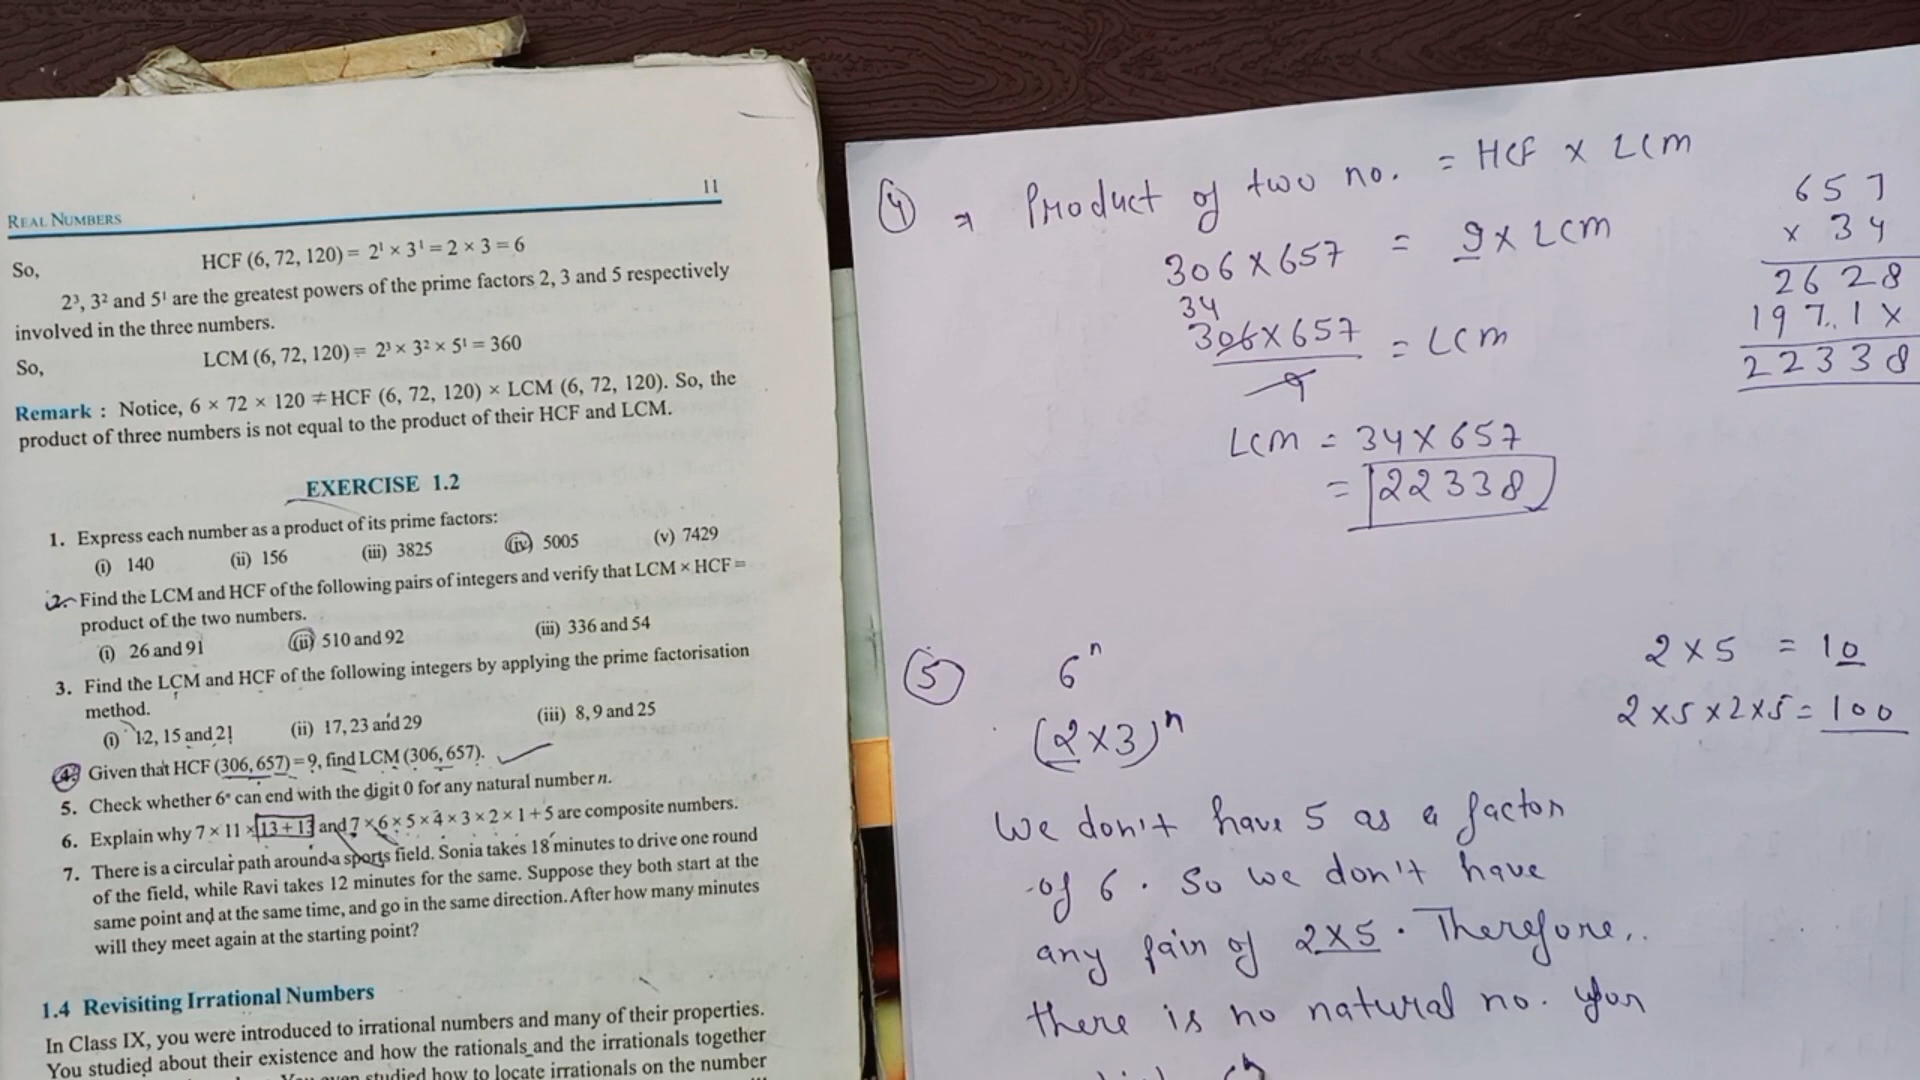 REAL NUMBERS
11
So,
HCF (6, 72, 120) = 2¹ × 3¹ = 2 × 3 = 6
2³, 3² and 5¹ are the greatest powers of the prime factors 2, 3 and 5 respectively
involved in the three numbers.
So,
LCM (6, 72, 120) = 2³ × 3² × 5¹ = 360
Remark : Notice, 6 × 72 × 120 ≠ HCF (6, 72, 120) × LCM (6, 72, 120). So, the
product of three numbers is not equal to the product of their HCF and LCM.
EXERCISE 1.2
1. Express each number as a product of its prime factors:
(i) 140 (ii) 156 (iii) 3825 (iv) 5005 (v) 7429
2. Find the LCM and HCF of the following pairs of integers and verify that LCM × HCF =
product of the two numbers.
(i) 26 and 91 (ii) 510 and 92 (iii) 336 and 54
3. Find the LCM and HCF of the following integers by applying the prime factorisation
method.
(i) 12, 15 and 21 (ii) 17, 23 and 29 (iii) 8, 9 and 25
4. Given that HCF (306, 657) = 9, find LCM (306, 657).
5. Check whether 6ⁿ can end with the digit 0 for any natural number n.
6. Explain why 7 × 11 × 13 + 13 and 7 × 6 × 5 × 4 × 3 × 2 × 1 + 5 are composite numbers.
7. There is a circular path around a sports field. Sonia takes 18 minutes to drive one round
of the field, while Ravi takes 12 minutes for the same. Suppose they both start at the
same point and at the same time, and go in the same direction. After how many minutes
will they meet again at the starting point?
1.4 Revisiting Irrational Numbers
In Class IX, you were introduced to irrational numbers and many of their properties.
You studied about their existence and how the rationals and the irrationals together
studied how to locate irrationals on the number
4 ⇒ Product of two no. = HCF × LCM
306 × 657 = 9 × LCM
34
306 × 657 = LCM
9
LCM = 34 × 657
= 22338
657
× 34
2628
1971×
22338
5
6ⁿ
(2×3)ⁿ
2 × 5 = 10
2 × 5 × 2 × 5 = 100
We don't have 5 as a factor
of 6. So we don't have
any pair of 2×5. Therefore
there is no natural no.